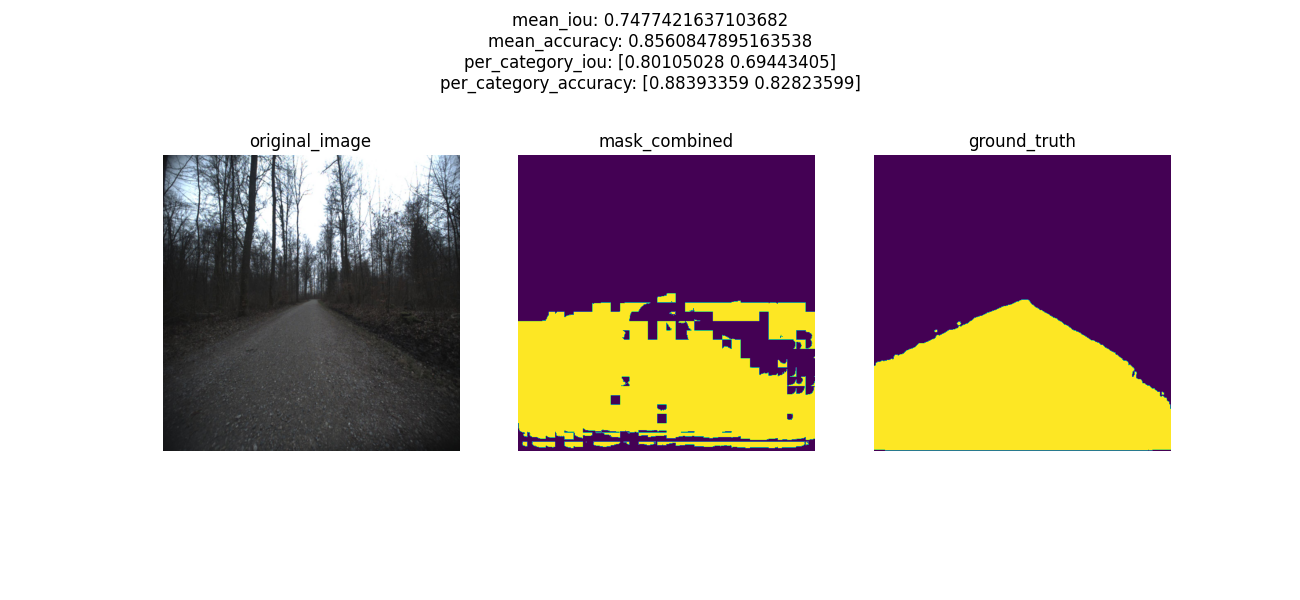 mean_iou: 0.7477421637103682
mean_accuracy: 0.8560847895163538
per_category_iou: [0.80105028 0.69443405]
per_category_accuracy: [0.88393359 0.82823599]
original_image
mask_combined
ground_truth